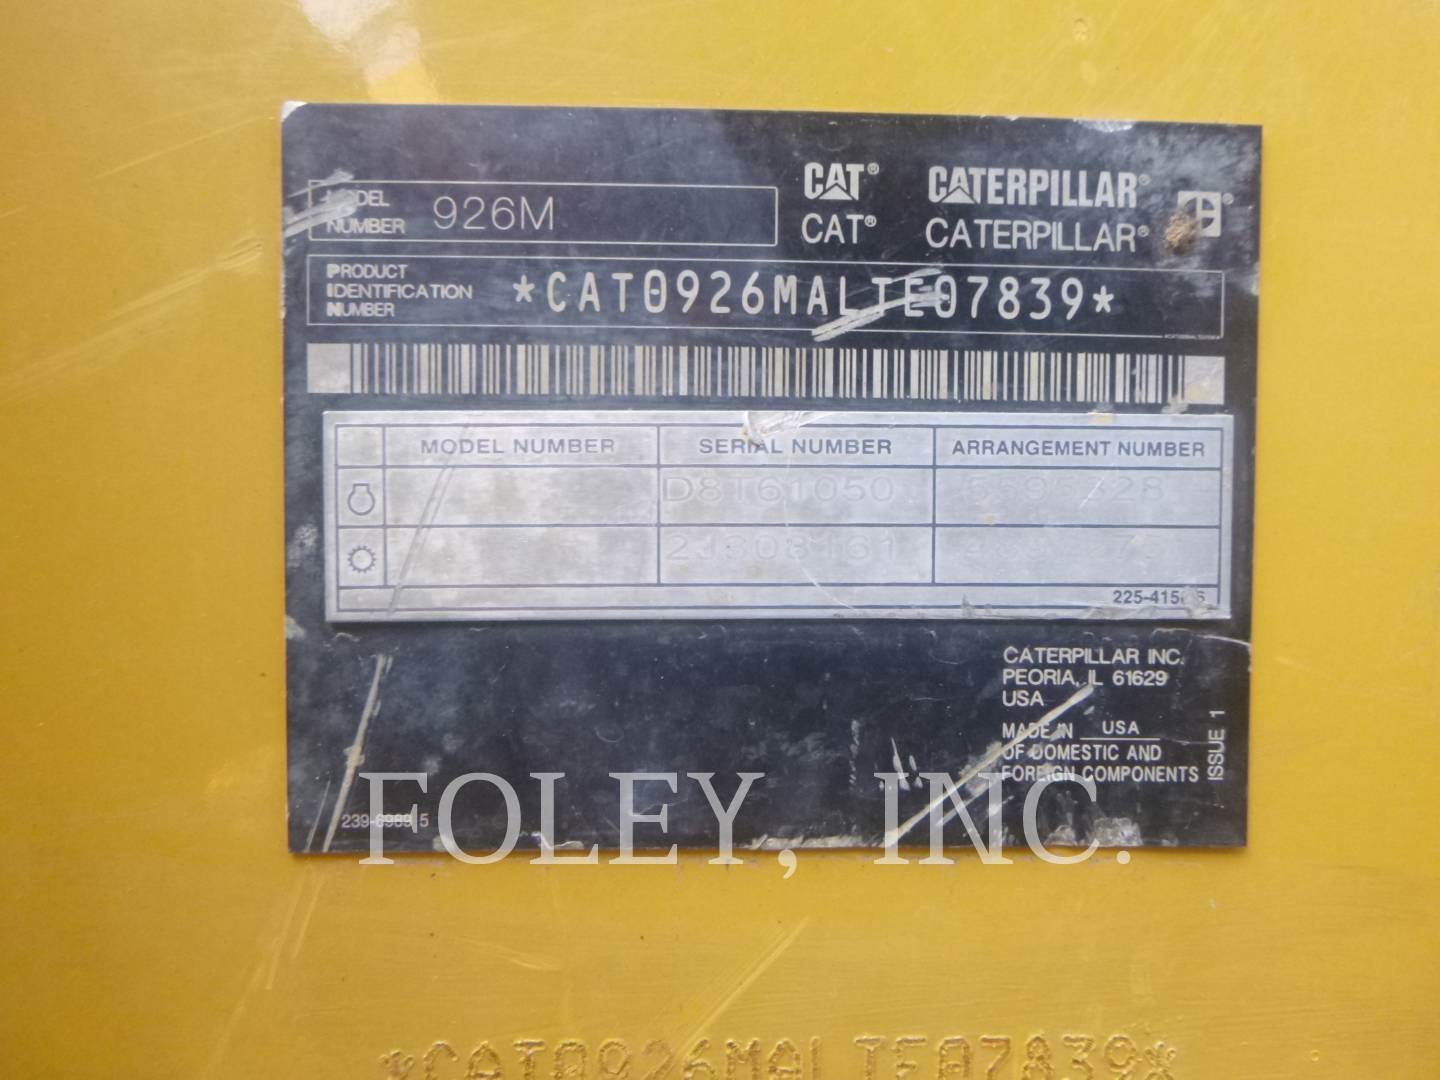 MODEL NUMBER 926M
CAT® CATERPILLAR®
CAT® CATERPILLAR®
PRODUCT IDENTIFICATION NUMBER *CAT0926MALTE07839*
MODEL NUMBER SERIAL NUMBER ARRANGEMENT NUMBER
D8T61050
225-415
CATERPILLAR INC.
PEORIA, IL 61629
USA
MADE IN USA
OF DOMESTIC AND
FOREIGN COMPONENTS
ISSUE 1
FOLEY, INC.
*CAT0926MALTE07839*